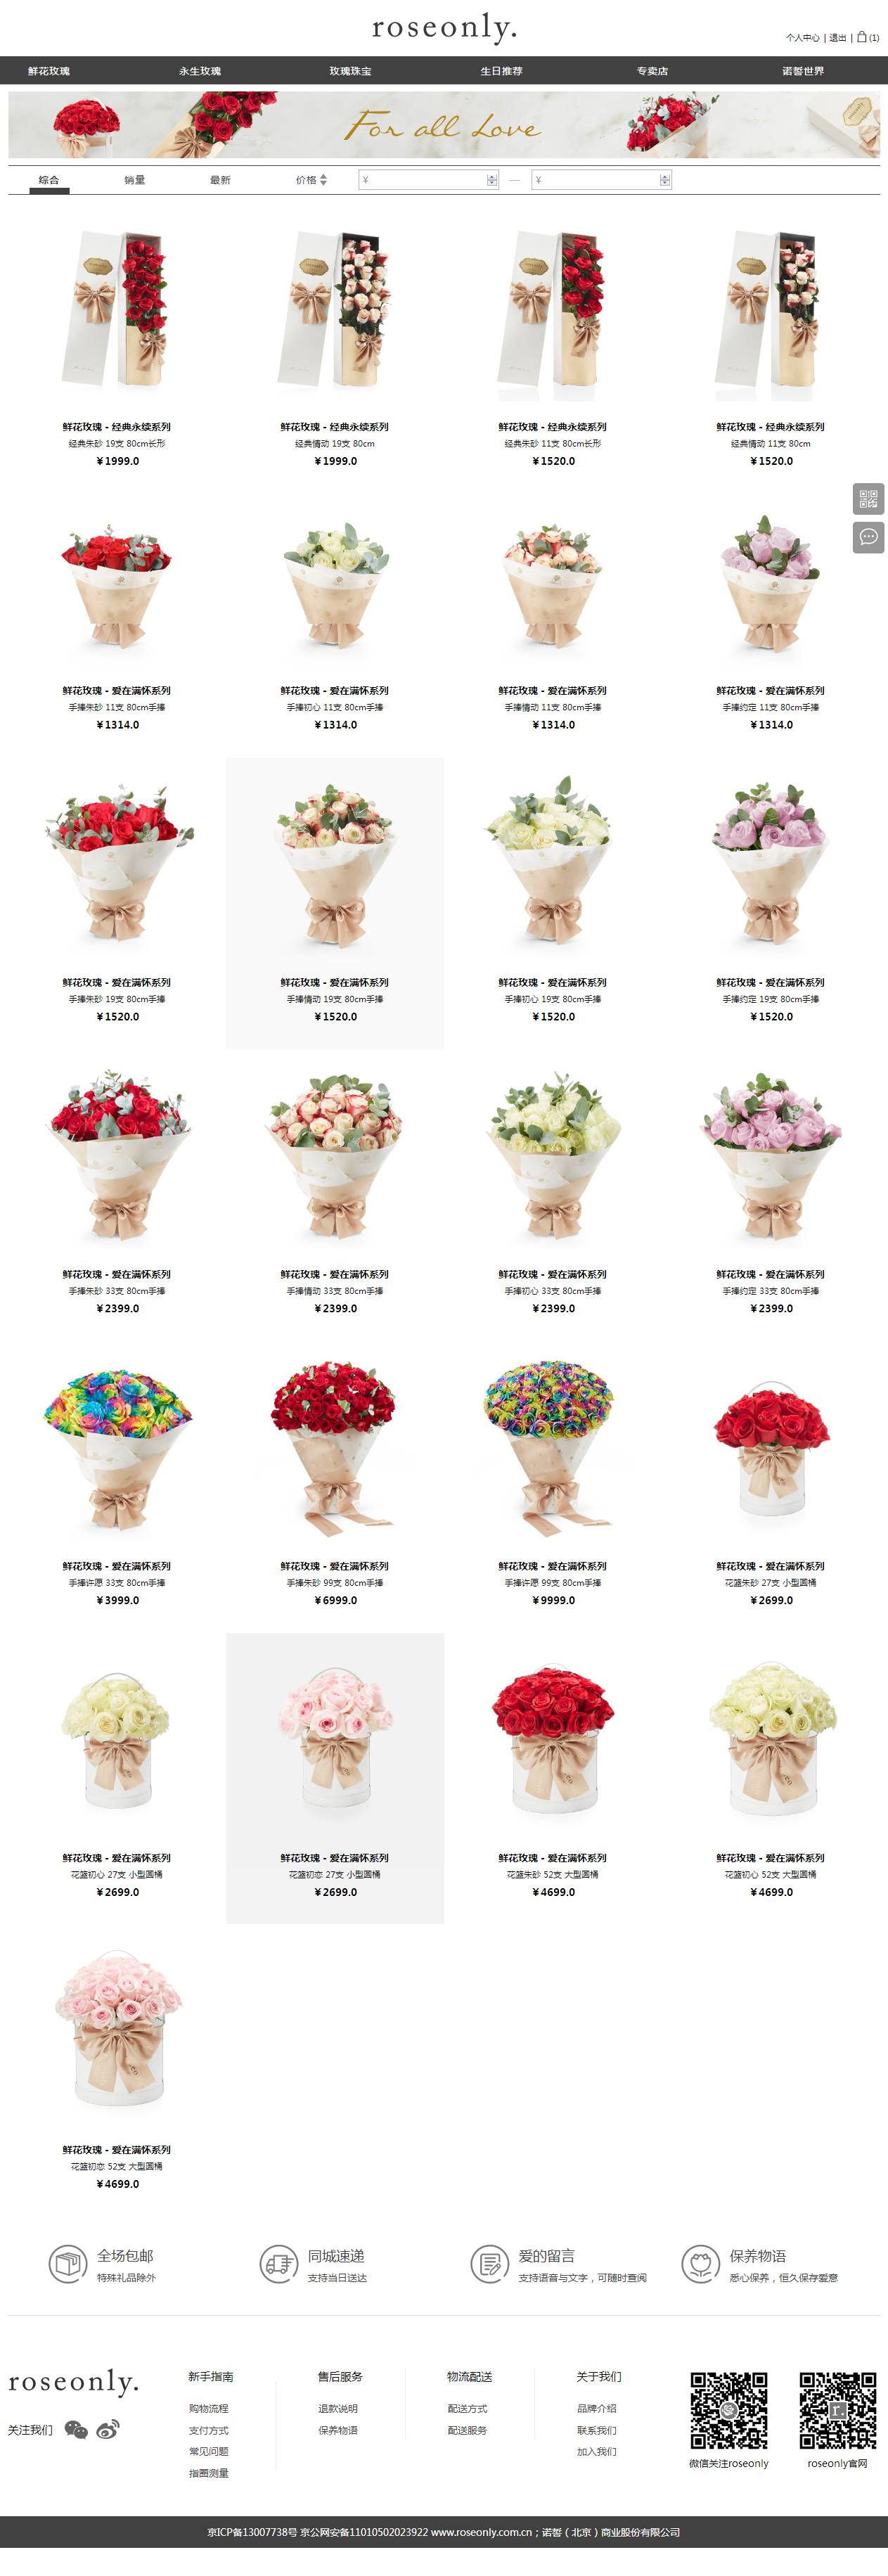 roseonly.
个人中心 | 退出 | (1)
鲜花玫瑰 永生玫瑰 玫瑰珠宝 生日推荐 专卖店 诺誓世界
For all Love
综合 销量 最新 价格 ¥ — ¥
鲜花玫瑰 - 经典永续系列 鲜花玫瑰 - 经典永续系列 鲜花玫瑰 - 经典永续系列 鲜花玫瑰 - 经典永续系列
经典朱砂 19支 80cm长形 经典情动 19支 80cm 经典朱砂 11支 80cm长形 经典情动 11支 80cm
¥1999.0 ¥1999.0 ¥1520.0 ¥1520.0
鲜花玫瑰 - 爱在满怀系列 鲜花玫瑰 - 爱在满怀系列 鲜花玫瑰 - 爱在满怀系列 鲜花玫瑰 - 爱在满怀系列
手捧朱砂 11支 80cm手捧 手捧初心 11支 80cm手捧 手捧情动 11支 80cm手捧 手捧约定 11支 80cm手捧
¥1314.0 ¥1314.0 ¥1314.0 ¥1314.0
鲜花玫瑰 - 爱在满怀系列 鲜花玫瑰 - 爱在满怀系列 鲜花玫瑰 - 爱在满怀系列 鲜花玫瑰 - 爱在满怀系列
手捧朱砂 19支 80cm手捧 手捧情动 19支 80cm手捧 手捧初心 19支 80cm手捧 手捧约定 19支 80cm手捧
¥1520.0 ¥1520.0 ¥1520.0 ¥1520.0
鲜花玫瑰 - 爱在满怀系列 鲜花玫瑰 - 爱在满怀系列 鲜花玫瑰 - 爱在满怀系列 鲜花玫瑰 - 爱在满怀系列
手捧朱砂 33支 80cm手捧 手捧情动 33支 80cm手捧 手捧初心 33支 80cm手捧 手捧约定 33支 80cm手捧
¥2399.0 ¥2399.0 ¥2399.0 ¥2399.0
鲜花玫瑰 - 爱在满怀系列 鲜花玫瑰 - 爱在满怀系列 鲜花玫瑰 - 爱在满怀系列 鲜花玫瑰 - 爱在满怀系列
手捧许愿 33支 80cm手捧 手捧朱砂 99支 80cm手捧 手捧许愿 99支 80cm手捧 花篮朱砂 27支 小型圆桶
¥3999.0 ¥6999.0 ¥9999.0 ¥2699.0
鲜花玫瑰 - 爱在满怀系列 鲜花玫瑰 - 爱在满怀系列 鲜花玫瑰 - 爱在满怀系列 鲜花玫瑰 - 爱在满怀系列
花篮初心 27支 小型圆桶 花篮初恋 27支 小型圆桶 花篮朱砂 52支 大型圆桶 花篮初心 52支 大型圆桶
¥2699.0 ¥2699.0 ¥4699.0 ¥4699.0
鲜花玫瑰 - 爱在满怀系列
花篮初恋 52支 大型圆桶
¥4699.0
全场包邮 同城速递 爱的留言 保养物语
特殊礼品除外 支持当日送达 支持语音与文字，可随时查阅 悉心保养，恒久保存爱意
roseonly. 新手指南 售后服务 物流配送 关于我们
购物流程 退款说明 配送方式 品牌介绍
关注我们 支付方式 保养物语 配送服务 联系我们
常见问题 加入我们
指圈测量
微信关注roseonly roseonly官网
京ICP备13007738号 京公网安备11010502023922 www.roseonly.com.cn；诺誓（北京）商业股份有限公司